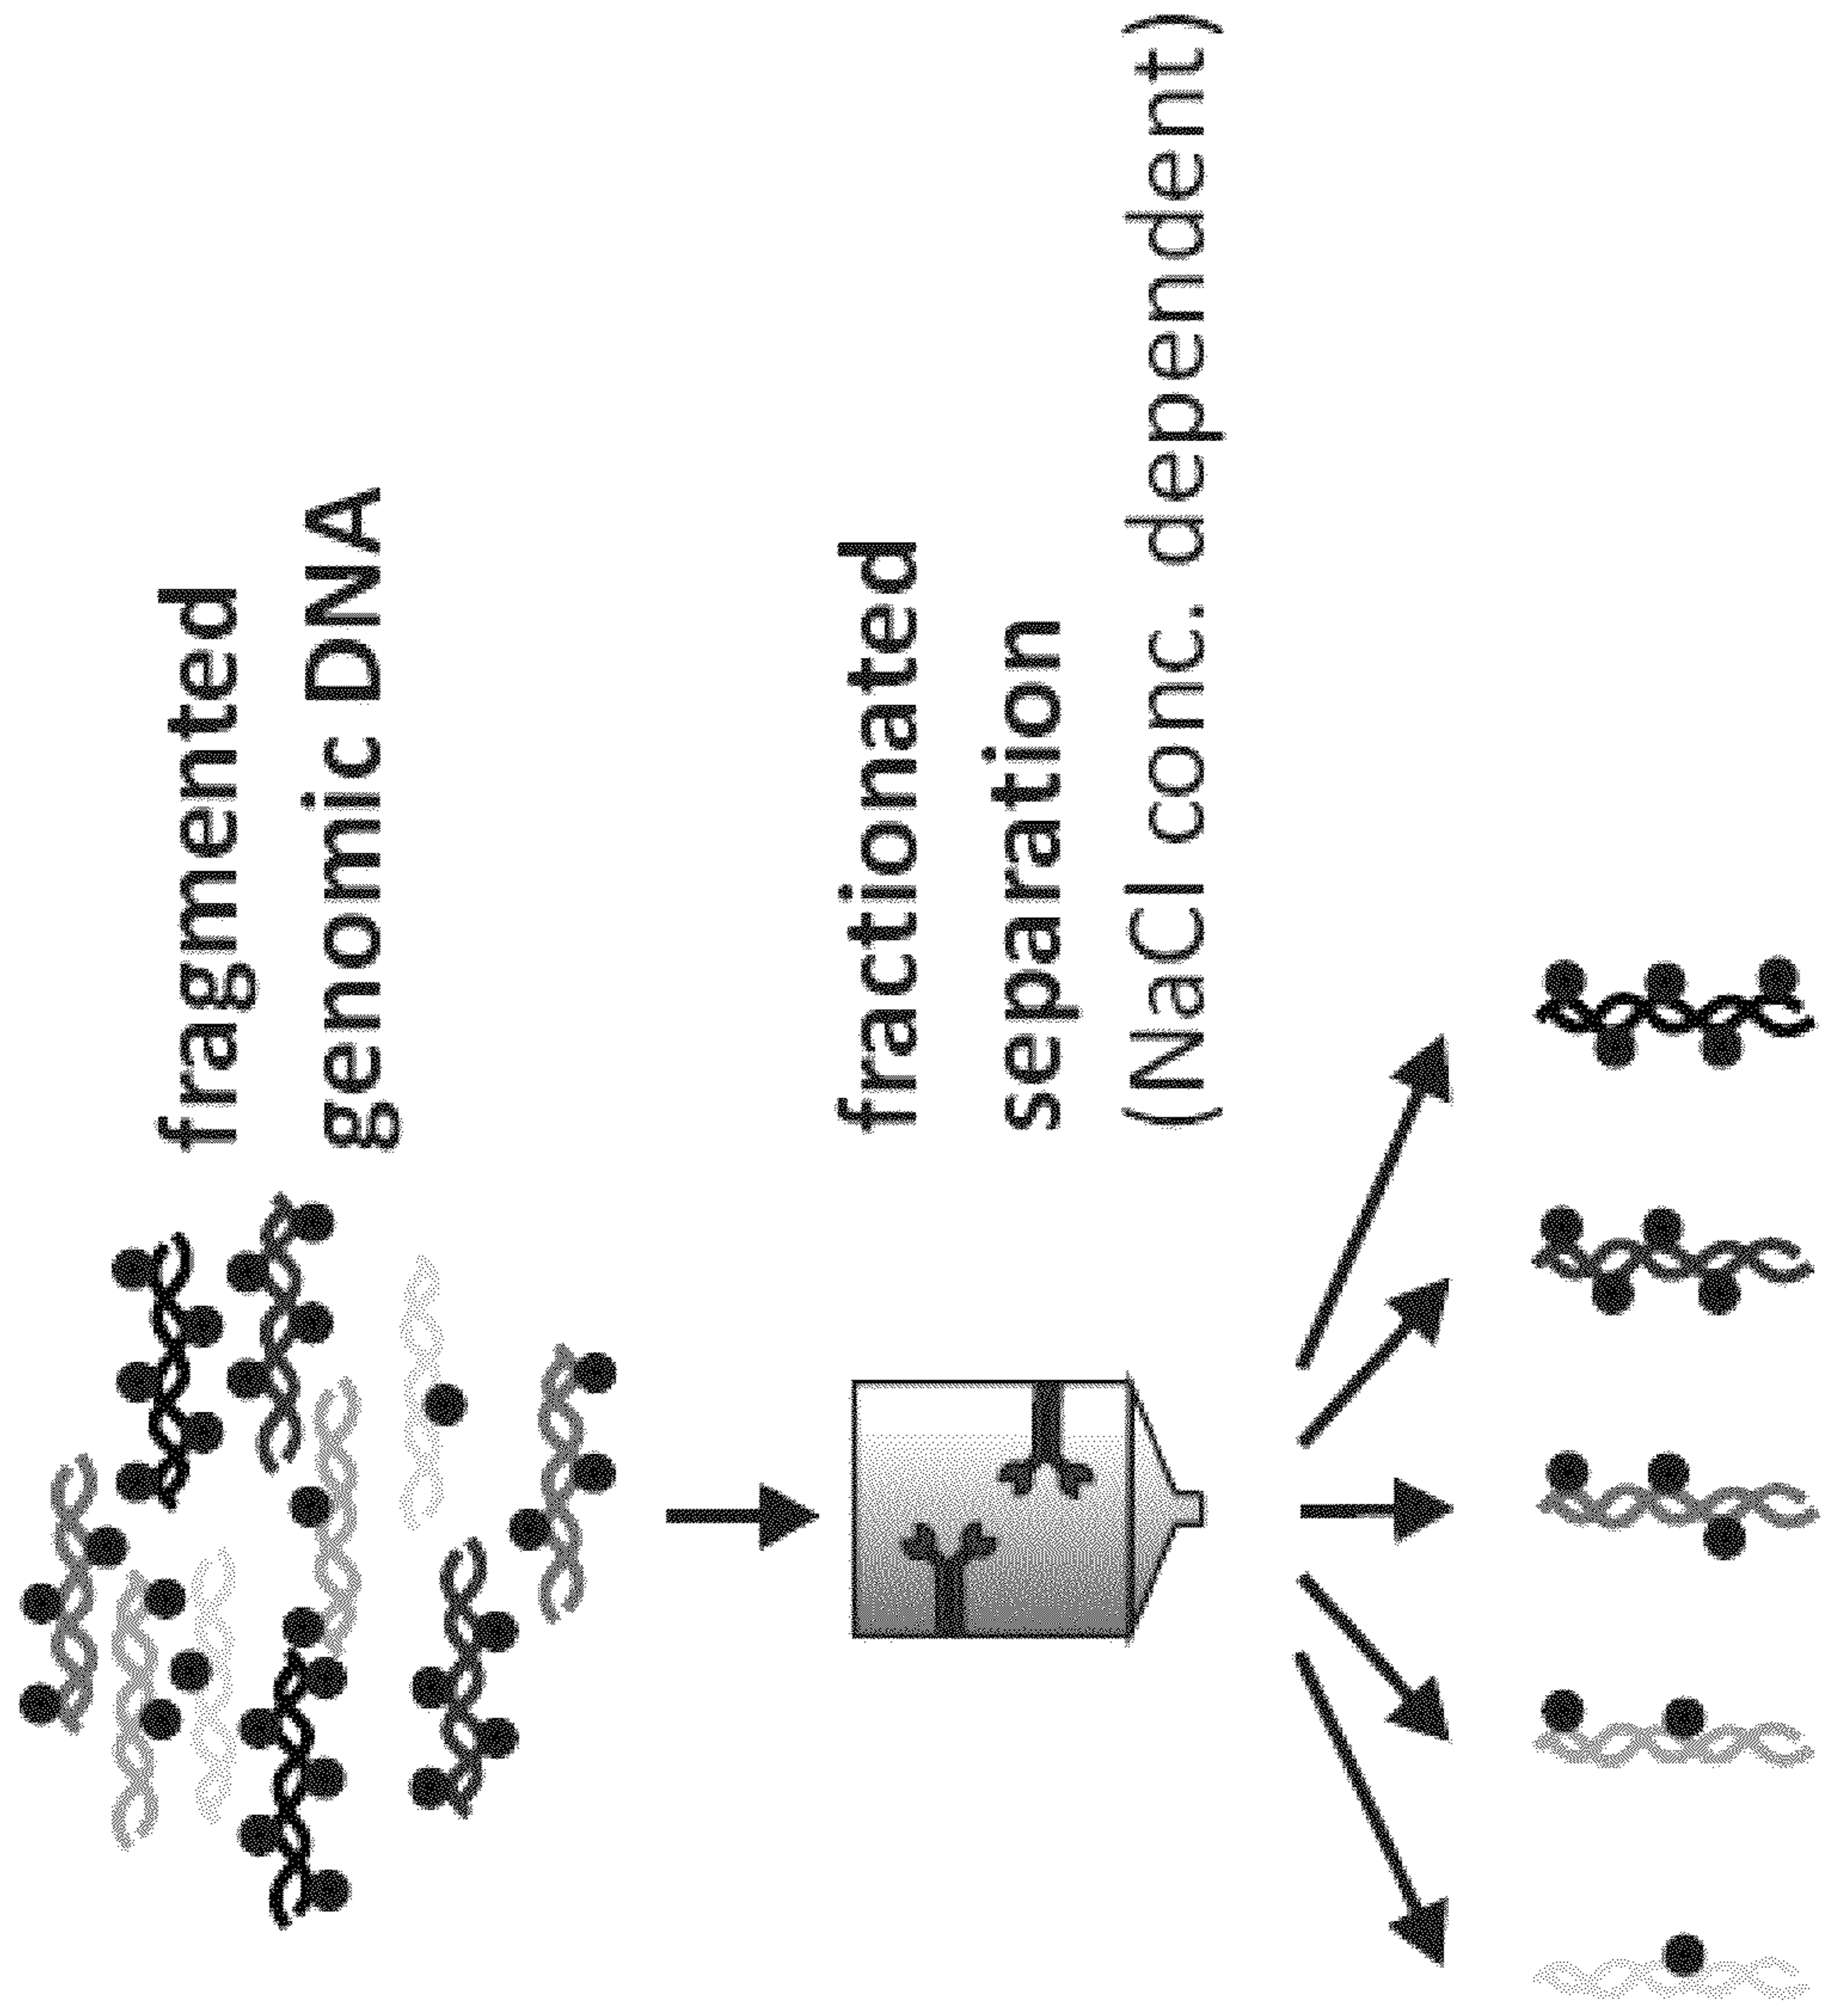 fragmented
genomic DNA
fractionated
separation
(NaCl conc. dependent)